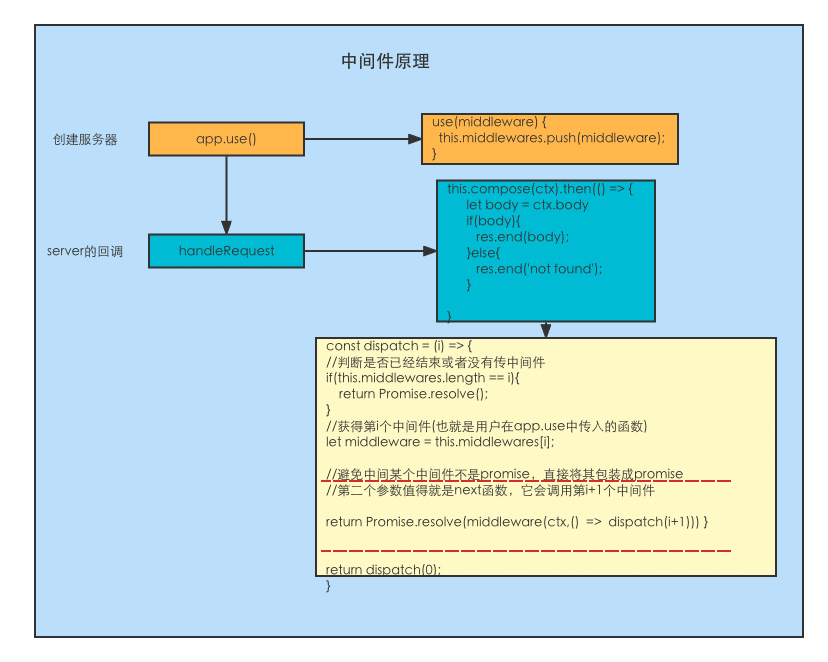 中间件原理
创建服务器
app.use()
use(middleware) {
this.middlewares.push(middleware);
}
server的回调
handleRequest
this.compose(ctx).then(() => {
let body = ctx.body
if(body){
res.end(body);
}else{
res.end('not found');
}
}
const dispatch = (i) => {
//判断是否已经结束或者没有传中间件
if(this.middlewares.length == i){
return Promise.resolve();
}
//获得第i个中间件(也就是用户在app.use中传入的函数)
let middleware = this.middlewares[i];
//避免中间某个中间件不是promise，直接将其包装成promise
//第二个参数值得就是next函数，它会调用第i+1个中间件
return Promise.resolve(middleware(ctx,() => dispatch(i+1))) }
return dispatch(0);
}